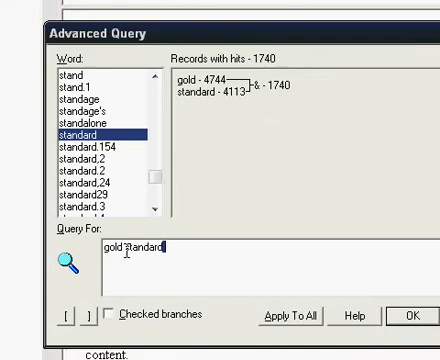 Advanced Query
Word:
Records with hits - 1740
stand
stand.1
standage
standage's
standalone
standard
standard.154
standard,2
standard.2
standard,24
standard29
standard.3
gold - 4744
standard - 4113
& - 1740
Query For:
gold standard
[ ]
Checked branches
Apply To All
Help
OK
content.